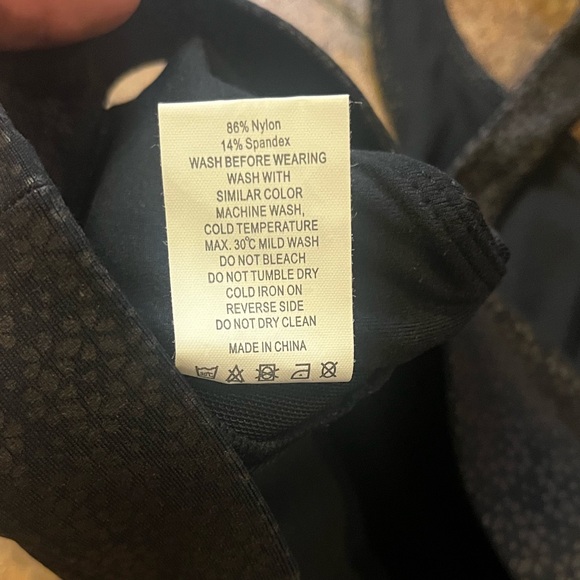 86% Nylon
14% Spandex
WASH BEFORE WEARING
WASH WITH
SIMILAR COLOR
MACHINE WASH,
COLD TEMPERATURE
MAX. 30℃ MILD WASH
DO NOT BLEACH
DO NOT TUMBLE DRY
COLD IRON ON
REVERSE SIDE
DO NOT DRY CLEAN
MADE IN CHINA